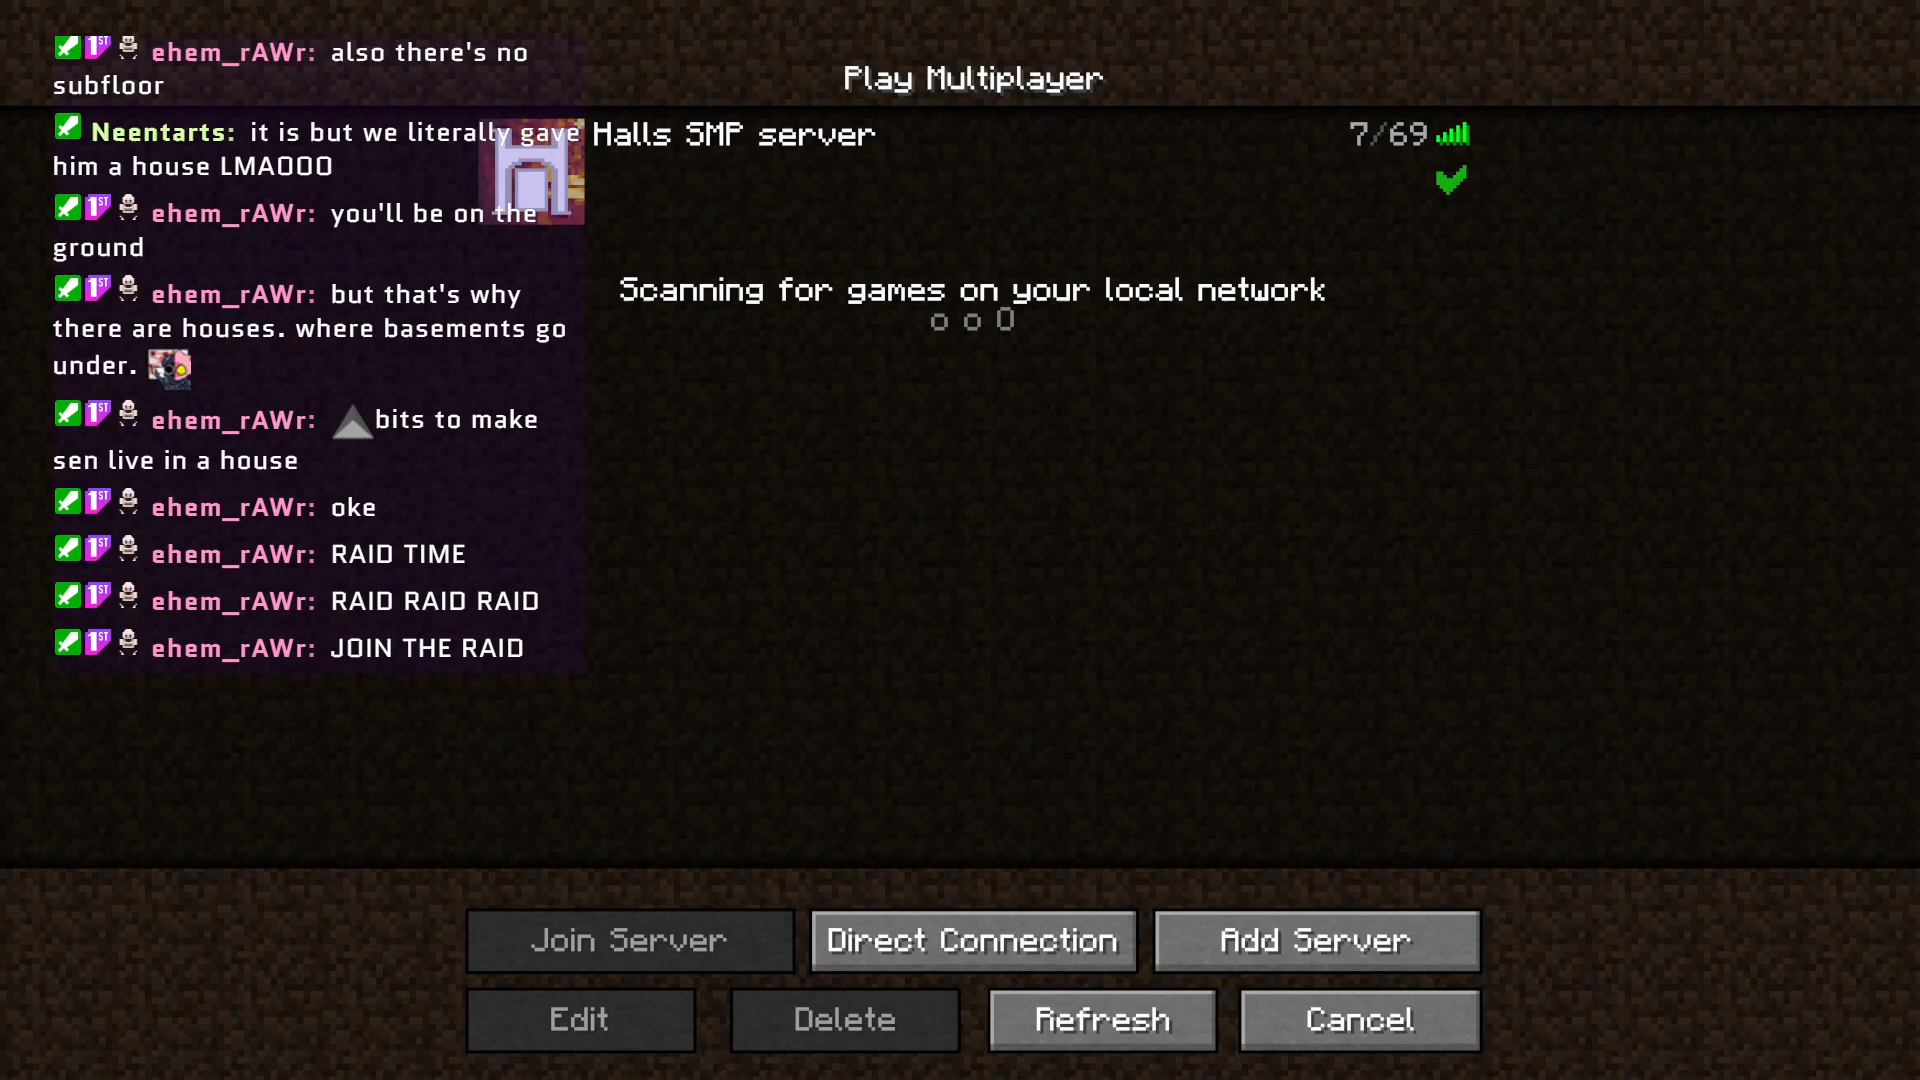 ehem_rAWr: also there's no
subfloor
Play Multiplayer
Neentarts: it is but we literally gave
him a house LMAOOO
Halls SMP server
7/69
ehem_rAWr: you'll be on the
ground
ehem_rAWr: but that's why
there are houses. where basements go
under.
Scanning for games on your local network
o o O
ehem_rAWr: bits to make
sen live in a house
ehem_rAWr: oke
ehem_rAWr: RAID TIME
ehem_rAWr: RAID RAID RAID
ehem_rAWr: JOIN THE RAID
Join Server
Direct Connection
Add Server
Edit
Delete
Refresh
Cancel